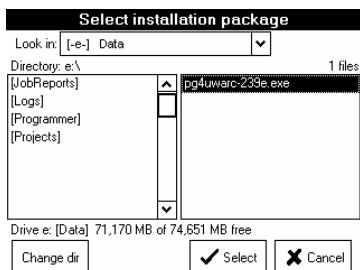 Select installation package
Look in: [-e-] Data
Directory: e:\
1 files
[JobReports]
[Logs]
[Programmer]
[Projects]
pg4uwarc-239e.exe
Drive e: [Data] 71,170 MB of 74,651 MB free
Change dir
Select
Cancel